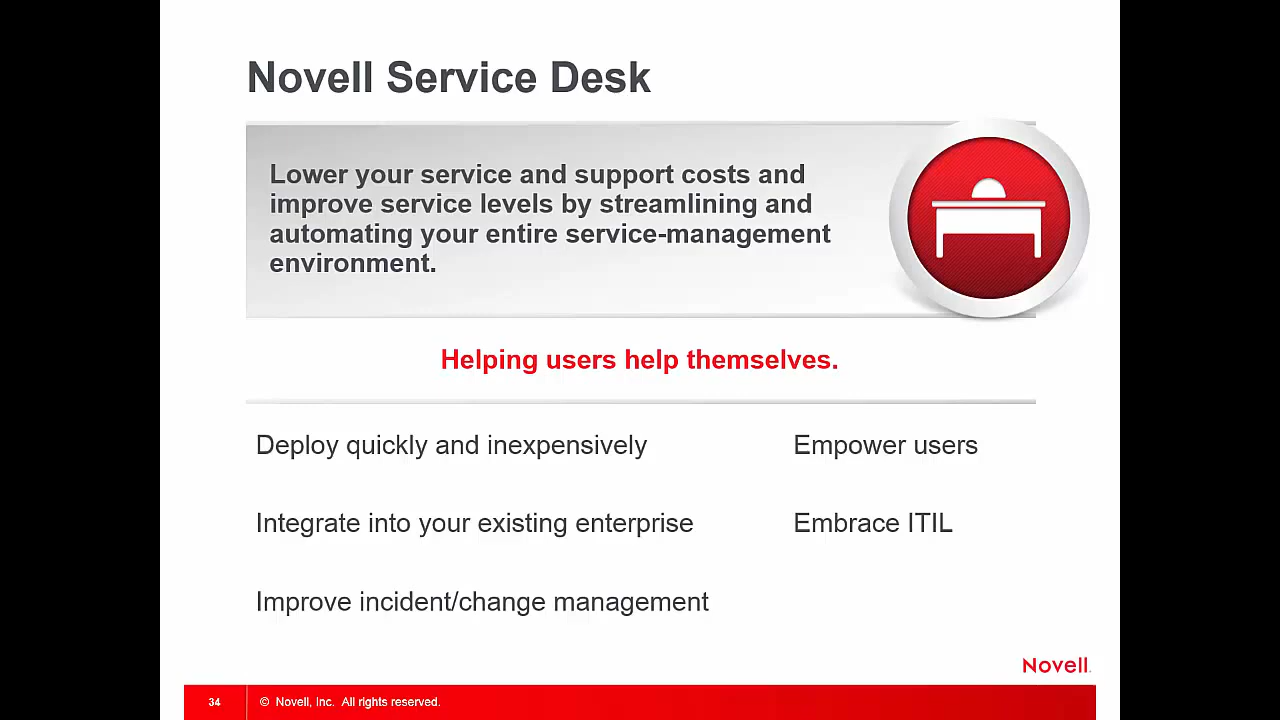 Novell Service Desk
Lower your service and support costs and
improve service levels by streamlining and
automating your entire service-management
environment.
Helping users help themselves.
Deploy quickly and inexpensively
Empower users
Integrate into your existing enterprise
Embrace ITIL
Improve incident/change management
Novell.
34
© Novell, Inc. All rights reserved.